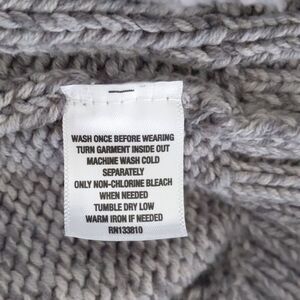 WASH ONCE BEFORE WEARING
TURN GARMENT INSIDE OUT
MACHINE WASH COLD
SEPARATELY
ONLY NON-CHLORINE BLEACH
WHEN NEEDED
TUMBLE DRY LOW
WARM IRON IF NEEDED
RN133810